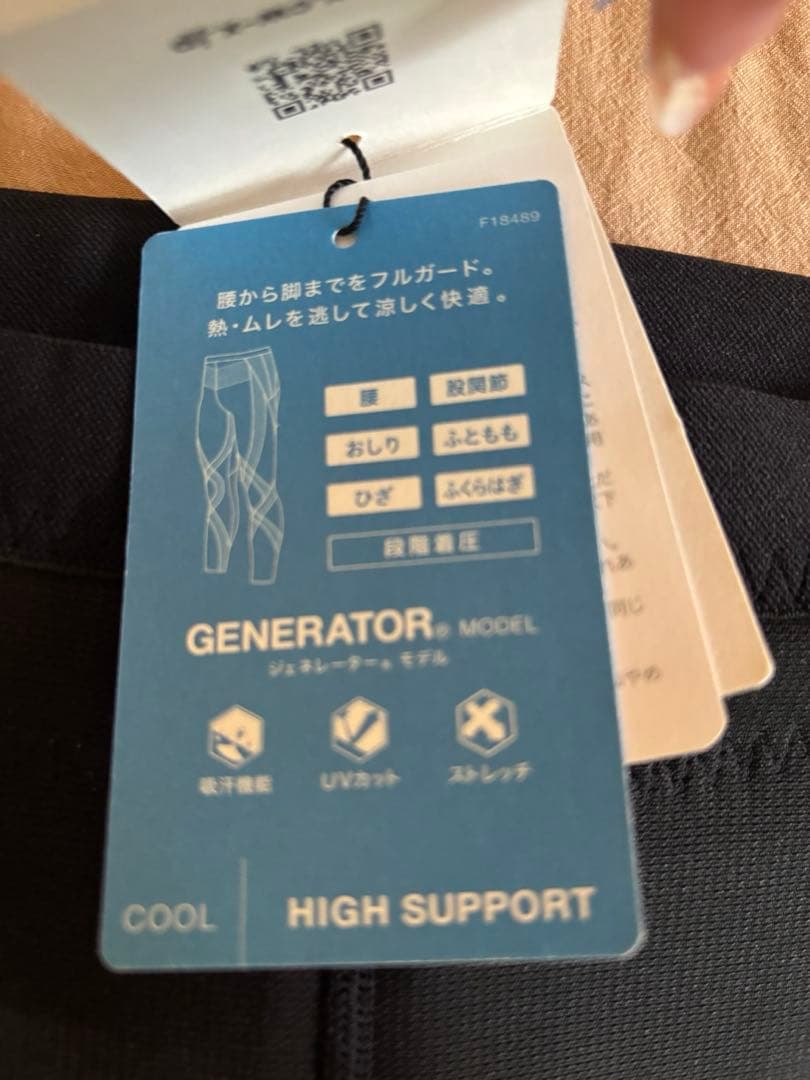 F18489
腰から脚までをフルガード。
熱・ムレを逃して涼しく快適。
腰 股関節
おしり ふともも
ひざ ふくらはぎ
段階着圧
GENERATOR® MODEL
ジェネレーター® モデル
吸汗機能 UVカット ストレッチ
COOL HIGH SUPPORT